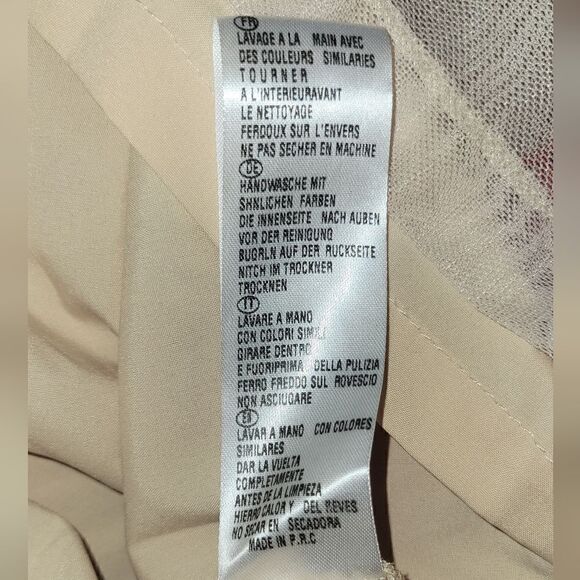 FR
LAVAGE A LA MAIN AVEC
DES COULEURS SIMILARIES
TOURNER
A L'INTERIEURAVANT
LE NETTOYAGE
FERDOUX SUR L'ENVERS
NE PAS SECHER EN MACHINE
DE
HANDWASCHE MIT
SHNLICHEN FARBEN
DIE INNENSEITE NACH AUBEN
VOR DER REINIGUNG
BUGRLN AUF DER RUCKSEITE
NITCH IM TROCKNER
TROCKNEN
IT
LAVARE A MANO
CON COLORI SIMILI
GIRARE DENTRO
E FUORIPRIMA DELLA PULIZIA
FERRO FREDDO SUL ROVESCIO
NON ASCIUGARE
EN
LAVAR A MANO CON COLORES
SIMILARES
DAR LA VUELTA
COMPLETAMENTE
ANTES DE LA LIMPIEZA
HIERRO CALOR Y DEL REVES
NO SECAR EN SECADORA
MADE IN P.R.C